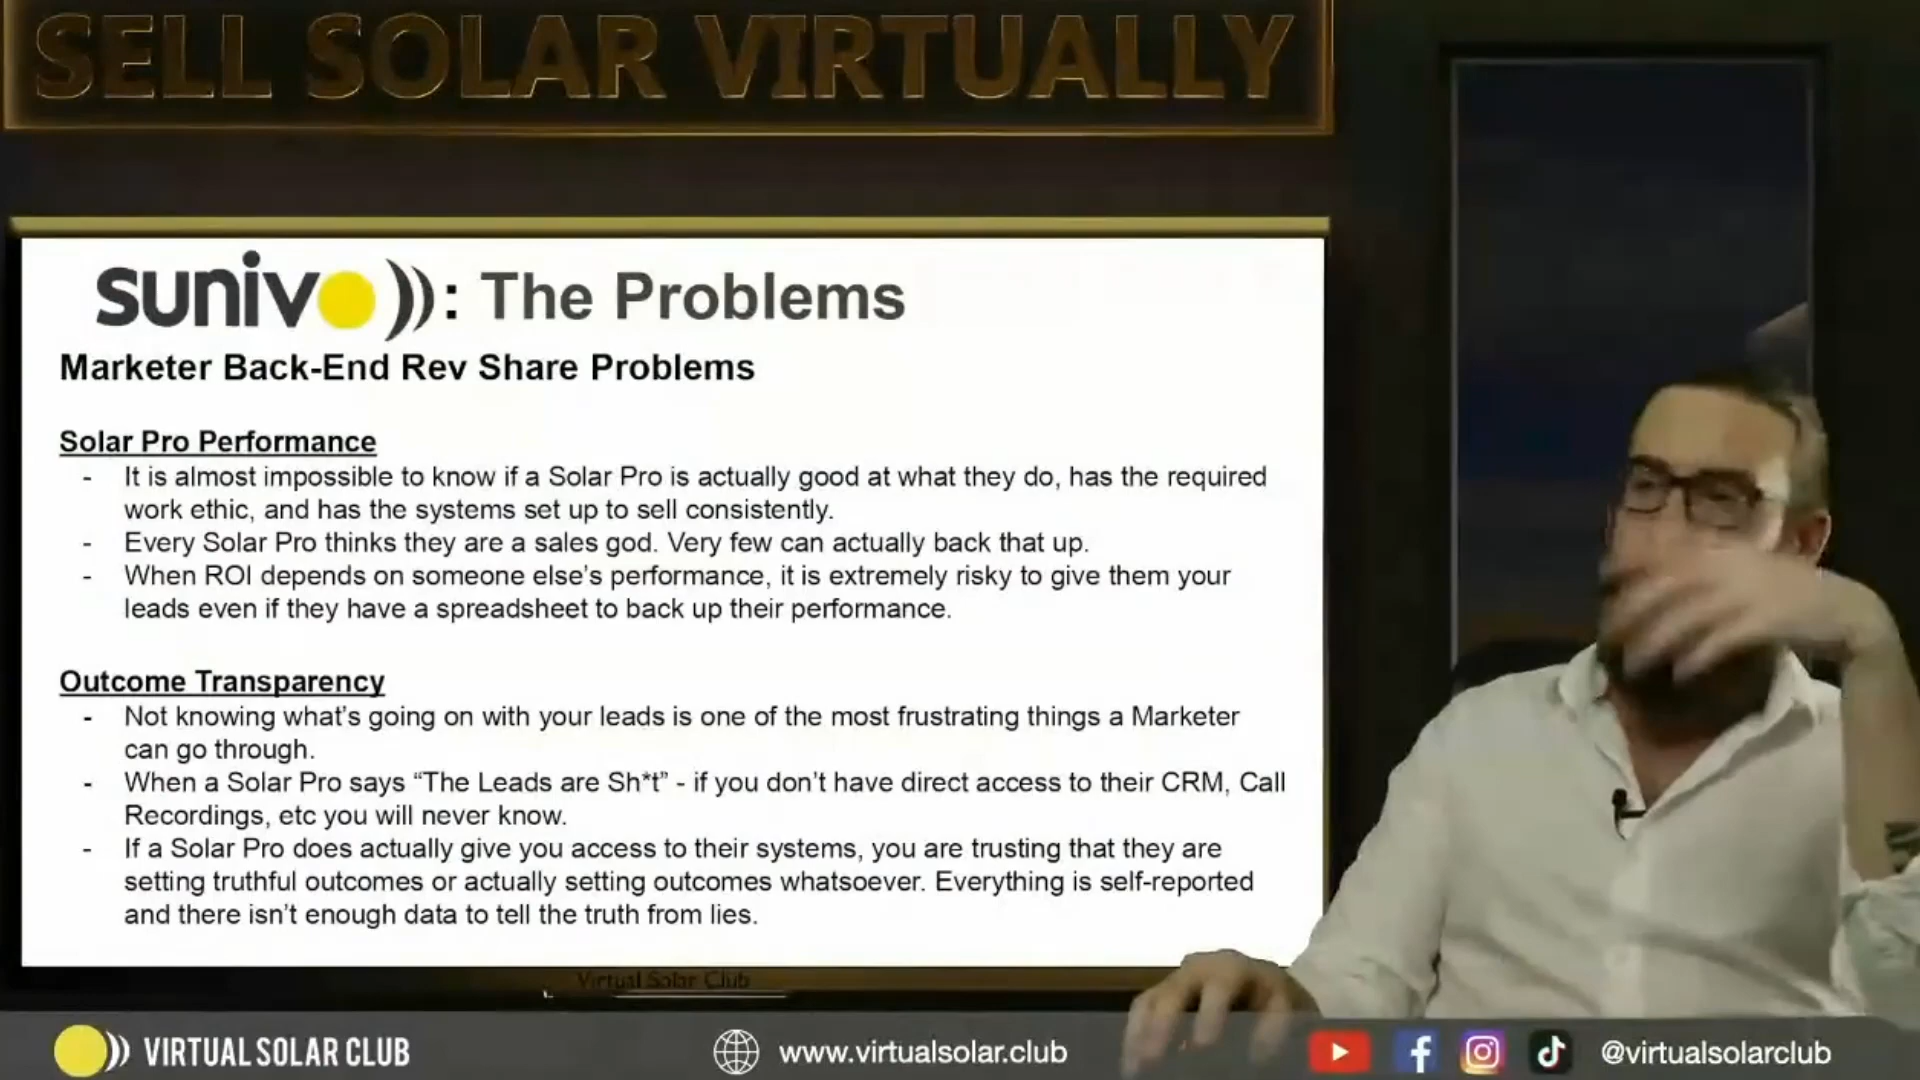 SELL SOLAR VIRTUALLY
sunivo : The Problems
Marketer Back-End Rev Share Problems
Solar Pro Performance
- It is almost impossible to know if a Solar Pro is actually good at what they do, has the required
work ethic, and has the systems set up to sell consistently.
- Every Solar Pro thinks they are a sales god. Very few can actually back that up.
- When ROI depends on someone else’s performance, it is extremely risky to give them your
leads even if they have a spreadsheet to back up their performance.
Outcome Transparency
- Not knowing what’s going on with your leads is one of the most frustrating things a Marketer
can go through.
- When a Solar Pro says “The Leads are Sh*t” - if you don’t have direct access to their CRM, Call
Recordings, etc you will never know.
- If a Solar Pro does actually give you access to their systems, you are trusting that they are
setting truthful outcomes or actually setting outcomes whatsoever. Everything is self-reported
and there isn’t enough data to tell the truth from lies.
Virtual Solar Club
VIRTUAL SOLAR CLUB
www.virtualsolar.club
@virtualsolarclub